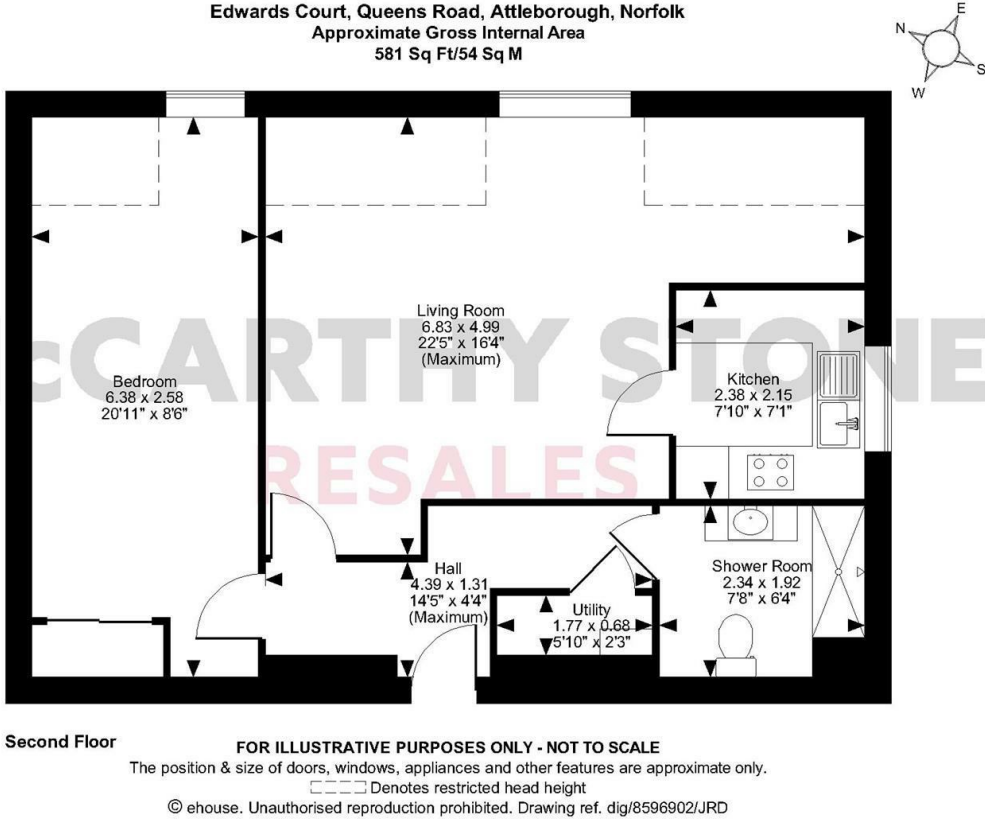 Edwards Court, Queens Road, Attleborough, Norfolk
Approximate Gross Internal Area
581 Sq Ft/54 Sq M
E
N
S
W
Living Room
6.83 x 4.99
22'5" x 16'4"
(Maximum)
Bedroom
6.38 x 2.58
20'11" x 8'6"
Kitchen
2.38 x 2.15
7'10" x 7'1"
cCARTHY STONE
RESALES
Hall
4.39 x 1.31
14'5" x 4'4"
(Maximum)
Shower Room
2.34 x 1.92
7'8" x 6'4"
Utility
1.77 x 0.68
5'10" x 2'3"
Second Floor
FOR ILLUSTRATIVE PURPOSES ONLY - NOT TO SCALE
The position & size of doors, windows, appliances and other features are approximate only.
Denotes restricted head height
© ehouse. Unauthorised reproduction prohibited. Drawing ref. dig/8596902/JRD